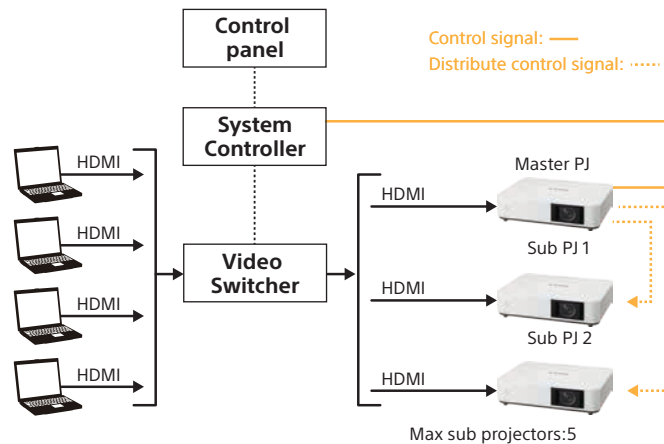 Control
panel
Control signal:
Distribute control signal:
System
Controller
HDMI
HDMI
HDMI
HDMI
Video
Switcher
Master PJ
HDMI
Sub PJ 1
HDMI
Sub PJ 2
HDMI
Max sub projectors:5